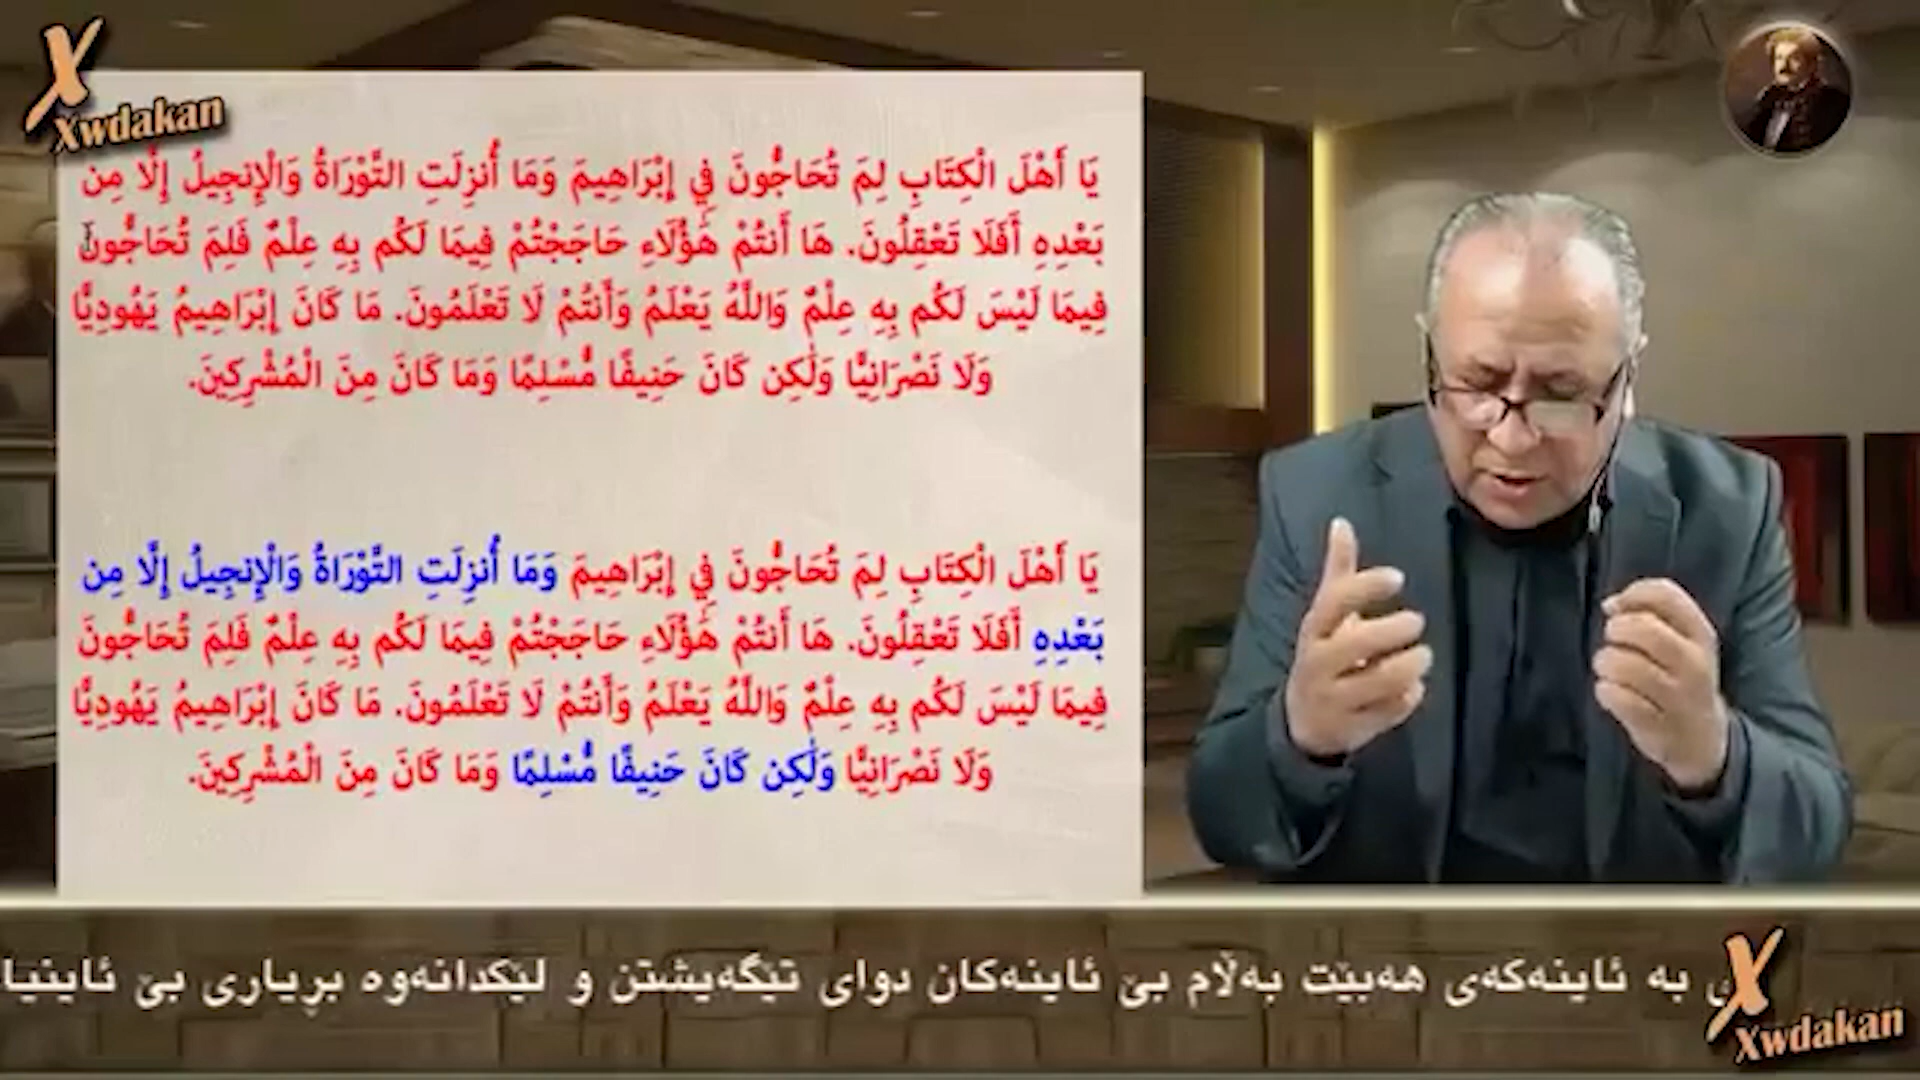 Xwdakan
يَا أَهْلَ الْكِتَابِ لِمَ تُحَاجُّونَ فِي إِبْرَاهِيمَ وَمَا أُنزِلَتِ التَّوْرَاةُ وَالْإِنجِيلُ إِلَّا مِن
بَعْدِهِ أَفَلَا تَعْقِلُونَ. هَا أَنتُمْ هَٰؤُلَاءِ حَاجَجْتُمْ فِيمَا لَكُم بِهِ عِلْمٌ فَلِمَ تُحَاجُّونَ
فِيمَا لَيْسَ لَكُم بِهِ عِلْمٌ وَاللَّهُ يَعْلَمُ وَأَنتُمْ لَا تَعْلَمُونَ. مَا كَانَ إِبْرَاهِيمُ يَهُودِيًّا
وَلَا نَصْرَانِيًّا وَلَٰكِن كَانَ حَنِيفًا مُّسْلِمًا وَمَا كَانَ مِنَ الْمُشْرِكِينَ.
يَا أَهْلَ الْكِتَابِ لِمَ تُحَاجُّونَ فِي إِبْرَاهِيمَ وَمَا أُنزِلَتِ التَّوْرَاةُ وَالْإِنجِيلُ إِلَّا مِن
بَعْدِهِ أَفَلَا تَعْقِلُونَ. هَا أَنتُمْ هَٰؤُلَاءِ حَاجَجْتُمْ فِيمَا لَكُم بِهِ عِلْمٌ فَلِمَ تُحَاجُّونَ
فِيمَا لَيْسَ لَكُم بِهِ عِلْمٌ وَاللَّهُ يَعْلَمُ وَأَنتُمْ لَا تَعْلَمُونَ. مَا كَانَ إِبْرَاهِيمُ يَهُودِيًّا
وَلَا نَصْرَانِيًّا وَلَٰكِن كَانَ حَنِيفًا مُّسْلِمًا وَمَا كَانَ مِنَ الْمُشْرِكِينَ.
بە ئاینەکەی هەبێت بەڵام بێ ئاینەکان دوای تێگەیشتن و لێکدانەوە بڕیاری بێ ئاینیا
Xwdakan